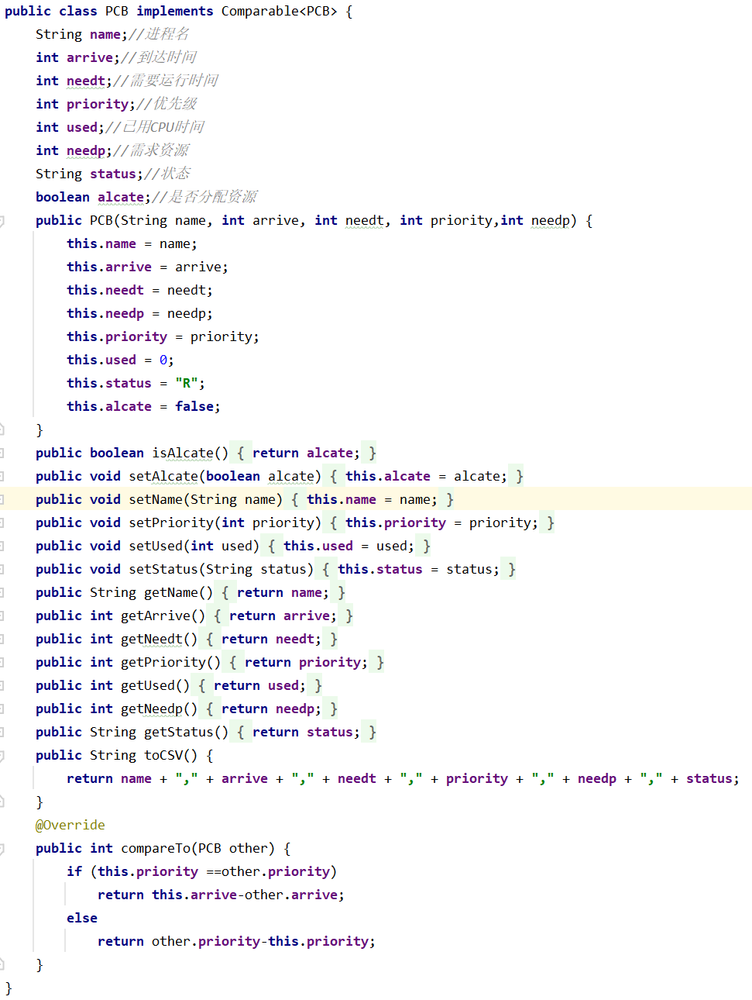 public class PCB implements Comparable<PCB> {
String name;//进程名
int arrive;//到达时间
int needt;//需要运行时间
int priority;//优先级
int used;//已用CPU时间
int needp;//需求资源
String status;//状态
boolean alcate;//是否分配资源
public PCB(String name, int arrive, int needt, int priority,int needp) {
this.name = name;
this.arrive = arrive;
this.needt = needt;
this.needp = needp;
this.priority = priority;
this.used = 0;
this.status = "R";
this.alcate = false;
}
public boolean isAlcate() { return alcate; }
public void setAlcate(boolean alcate) { this.alcate = alcate; }
public void setName(String name) { this.name = name; }
public void setPriority(int priority) { this.priority = priority; }
public void setUsed(int used) { this.used = used; }
public void setStatus(String status) { this.status = status; }
public String getName() { return name; }
public int getArrive() { return arrive; }
public int getNeedt() { return needt; }
public int getPriority() { return priority; }
public int getUsed() { return used; }
public int getNeedp() { return needp; }
public String getStatus() { return status; }
public String toCSV() {
return name + "," + arrive + "," + needt + "," + priority + "," + needp + "," + status;
}
@Override
public int compareTo(PCB other) {
if (this.priority ==other.priority)
return this.arrive-other.arrive;
else
return other.priority-this.priority;
}
}